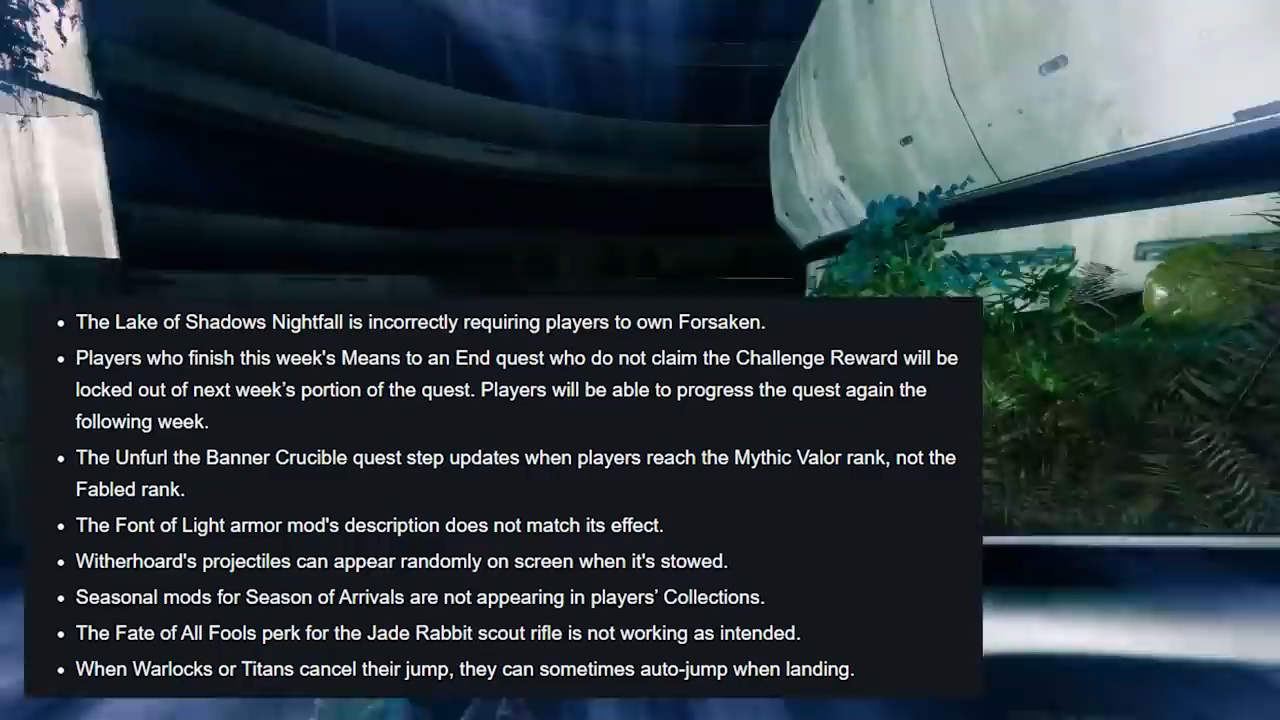 • The Lake of Shadows Nightfall is incorrectly requiring players to own Forsaken.
• Players who finish this week's Means to an End quest who do not claim the Challenge Reward will be
locked out of next week’s portion of the quest. Players will be able to progress the quest again the
following week.
• The Unfurl the Banner Crucible quest step updates when players reach the Mythic Valor rank, not the
Fabled rank.
• The Font of Light armor mod's description does not match its effect.
• Witherhoard's projectiles can appear randomly on screen when it's stowed.
• Seasonal mods for Season of Arrivals are not appearing in players’ Collections.
• The Fate of All Fools perk for the Jade Rabbit scout rifle is not working as intended.
• When Warlocks or Titans cancel their jump, they can sometimes auto-jump when landing.